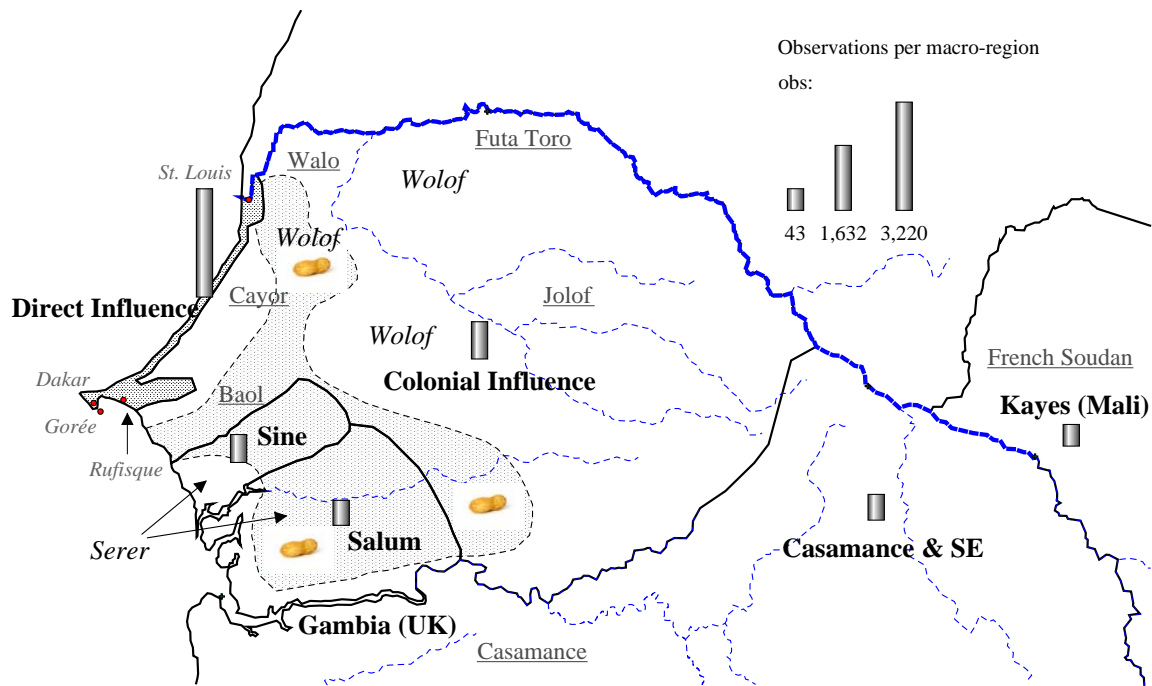 Observations per macro-region
obs:
43 1,632 3,220
Futa Toro
Walo
St. Louis
Wolof
Wolof
Direct Influence
Cayor
Jolof
Wolof
Colonial Influence
French Soudan
Kayes (Mali)
Dakar
Baol
Gorée
Sine
Rufisque
Serer
Salum
Casamance & SE
Gambia (UK)
Casamance